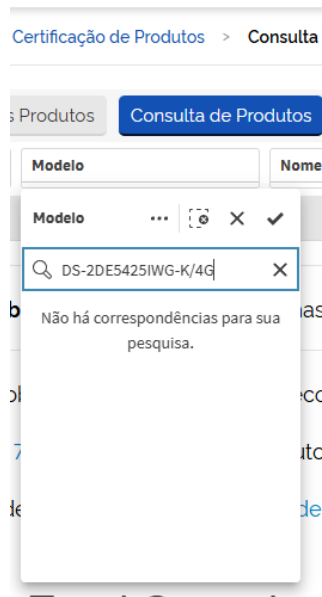 Certificação de Produtos > Consulta
s Produtos
Consulta de Produtos
Modelo
Nome
Modelo
DS-2DE5425IWG-K/4G
Não há correspondências para sua
pesquisa.